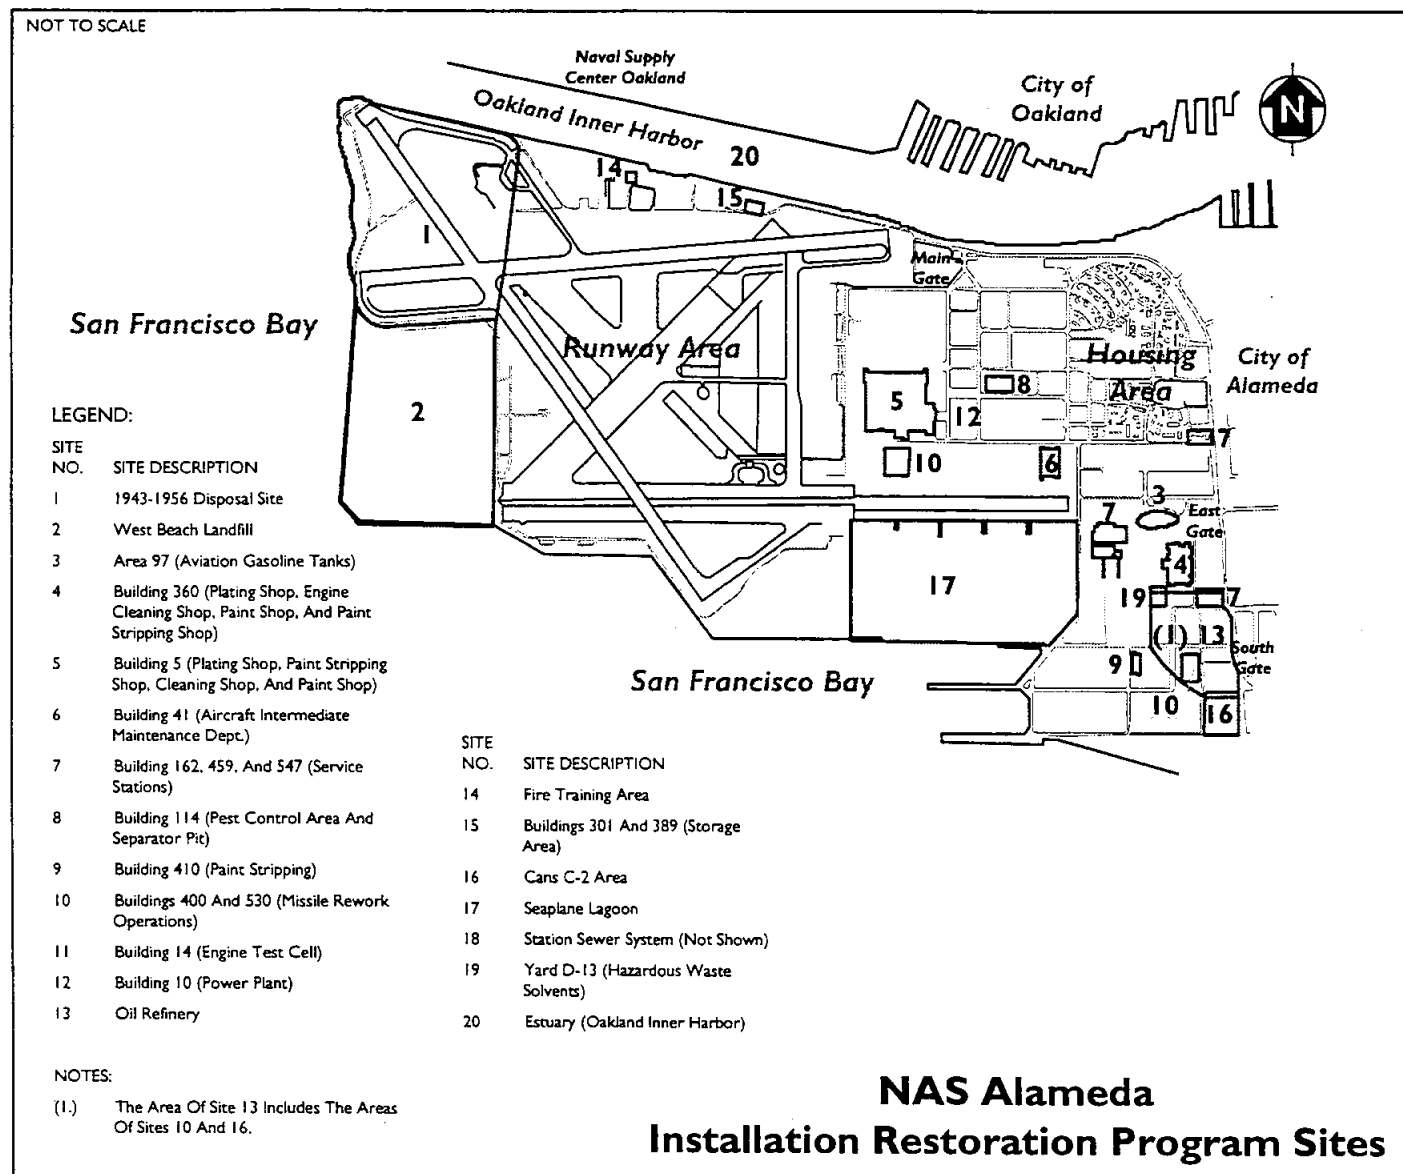 NOT TO SCALE
Naval Supply
Center Oakland
City of
Oakland
N
Oakland Inner Harbor
20
14
15
1
Main
Gate
San Francisco Bay
Runway Area
Housing
Area
City of
Alameda
2
5
8
12
7
10
6
3
7
East
Gate
4
17
19
7
(1)
13
South
Gate
9
San Francisco Bay
10
16
LEGEND:
SITE
NO. SITE DESCRIPTION
1 1943-1956 Disposal Site
2 West Beach Landfill
3 Area 97 (Aviation Gasoline Tanks)
4 Building 360 (Plating Shop, Engine
Cleaning Shop, Paint Shop, And Paint
Stripping Shop)
5 Building 5 (Plating Shop, Paint Stripping
Shop, Cleaning Shop, And Paint Shop)
6 Building 41 (Aircraft Intermediate
Maintenance Dept.)
7 Building 162, 459, And 547 (Service
Stations)
8 Building 114 (Pest Control Area And
Separator Pit)
9 Building 410 (Paint Stripping)
10 Buildings 400 And 530 (Missile Rework
Operations)
11 Building 14 (Engine Test Cell)
12 Building 10 (Power Plant)
13 Oil Refinery
SITE
NO. SITE DESCRIPTION
14 Fire Training Area
15 Buildings 301 And 389 (Storage
Area)
16 Cans C-2 Area
17 Seaplane Lagoon
18 Station Sewer System (Not Shown)
19 Yard D-13 (Hazardous Waste
Solvents)
20 Estuary (Oakland Inner Harbor)
NOTES:
(1.) The Area Of Site 13 Includes The Areas
Of Sites 10 And 16.
NAS Alameda
Installation Restoration Program Sites